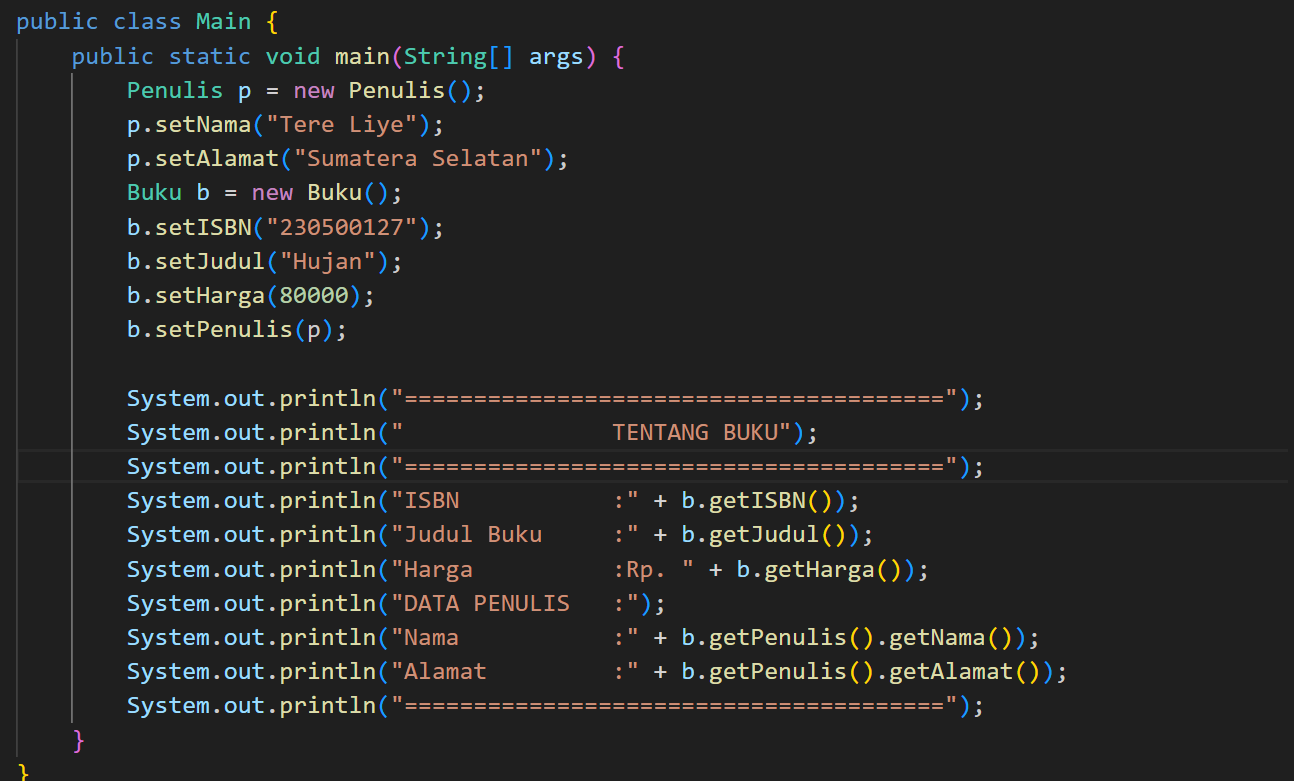 public class Main {
    public static void main(String[] args) {
        Penulis p = new Penulis();
        p.setNama("Tere Liye");
        p.setAlamat("Sumatera Selatan");
        Buku b = new Buku();
        b.setISBN("230500127");
        b.setJudul("Hujan");
        b.setHarga(80000);
        b.setPenulis(p);

        System.out.println("=======================================");
        System.out.println("               TENTANG BUKU");
        System.out.println("=======================================");
        System.out.println("ISBN           :" + b.getISBN());
        System.out.println("Judul Buku     :" + b.getJudul());
        System.out.println("Harga          :Rp. " + b.getHarga());
        System.out.println("DATA PENULIS   :");
        System.out.println("Nama           :" + b.getPenulis().getNama());
        System.out.println("Alamat         :" + b.getPenulis().getAlamat());
        System.out.println("=======================================");
    }
}